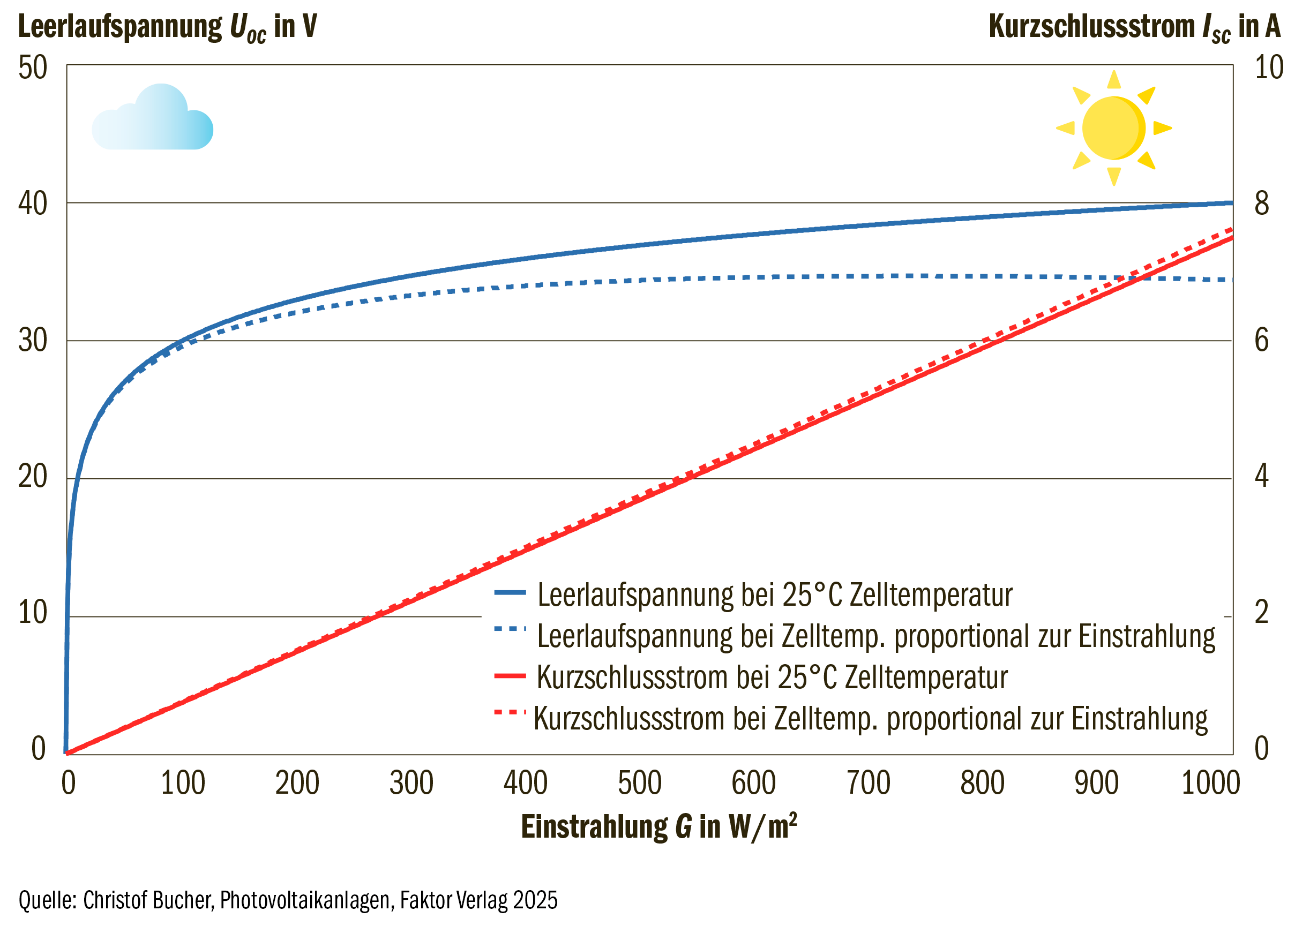 Leerlaufspannung Uoc in V
Kurzschlussstrom Isc in A
50
10
40
8
30
6
20
4
10
2
0
0
Leerlaufspannung bei 25°C Zelltemperatur
Leerlaufspannung bei Zelltemp. proportional zur Einstrahlung
Kurzschlussstrom bei 25°C Zelltemperatur
Kurzschlussstrom bei Zelltemp. proportional zur Einstrahlung
0 100 200 300 400 500 600 700 800 900 1000
Einstrahlung G in W/m²
Quelle: Christof Bucher, Photovoltaikanlagen, Faktor Verlag 2025